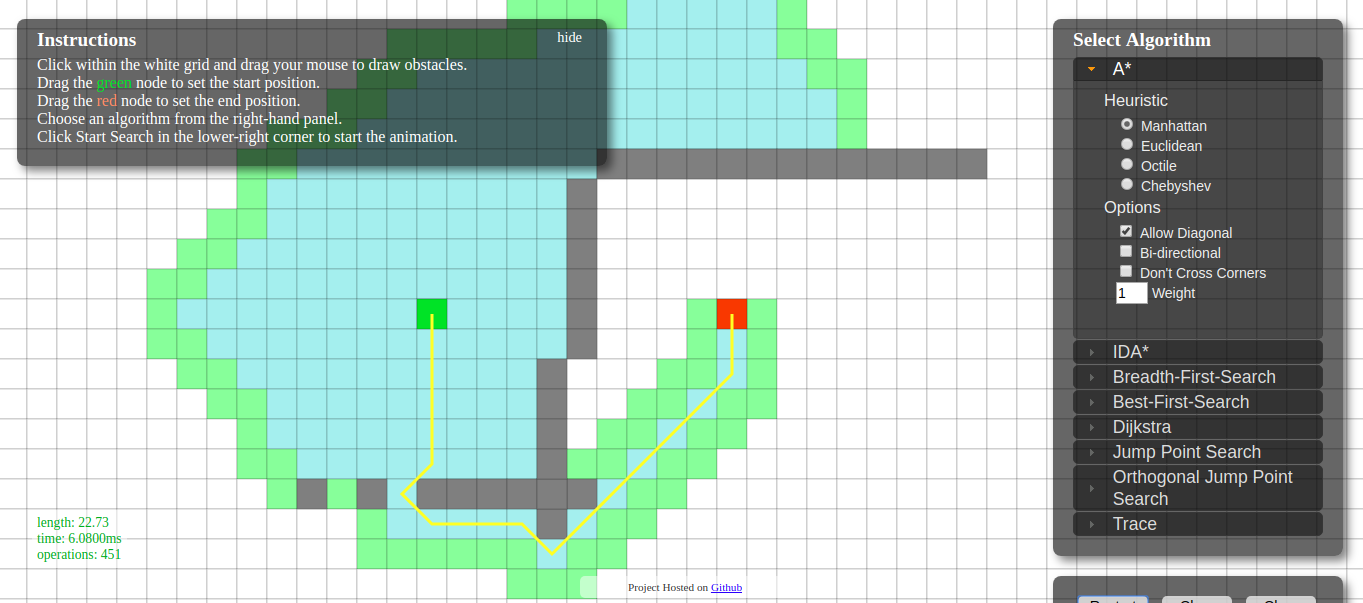 Instructions
hide
Click within the white grid and drag your mouse to draw obstacles.
Drag the green node to set the start position.
Drag the red node to set the end position.
Choose an algorithm from the right-hand panel.
Click Start Search in the lower-right corner to start the animation.
Select Algorithm
A*
Heuristic
Manhattan
Euclidean
Octile
Chebyshev
Options
Allow Diagonal
Bi-directional
Don't Cross Corners
1 Weight
IDA*
Breadth-First-Search
Best-First-Search
Dijkstra
Jump Point Search
Orthogonal Jump Point
Search
Trace
length: 22.73
time: 6.0800ms
operations: 451
Project Hosted on Github